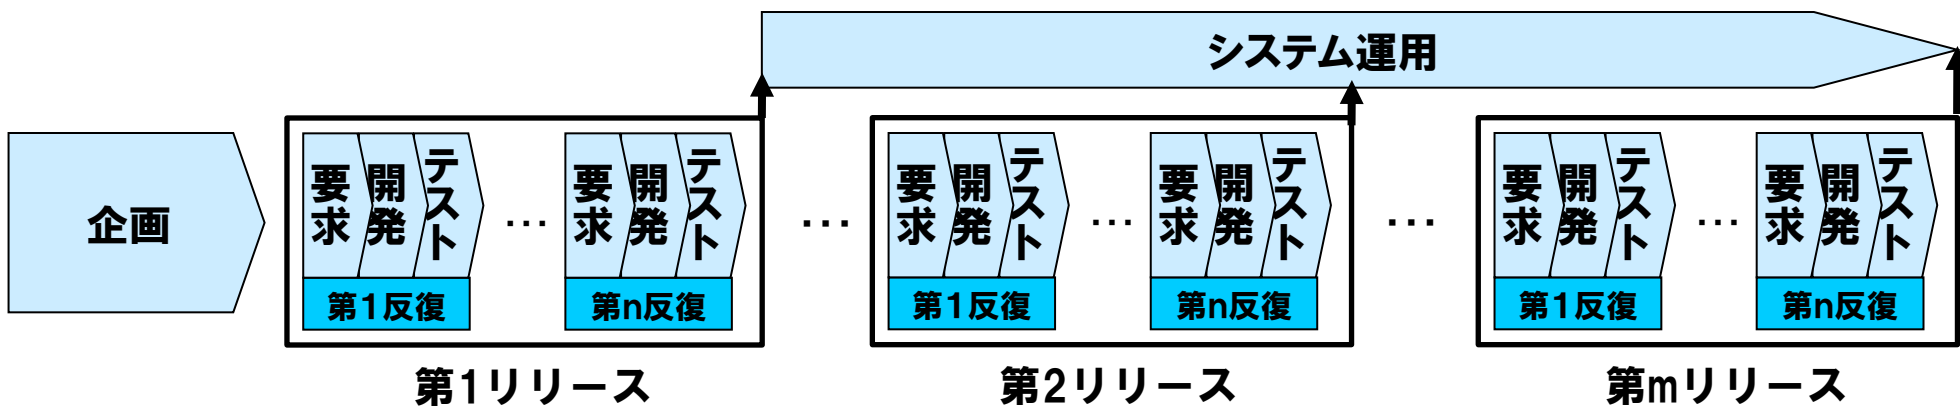 システム運用
企画
要求
開発
テスト
第1反復
…
要求
開発
テスト
第n反復
第1リリース
…
要求
開発
テスト
第1反復
…
要求
開発
テスト
第n反復
第2リリース
…
要求
開発
テスト
第1反復
…
要求
開発
テスト
第n反復
第mリリース